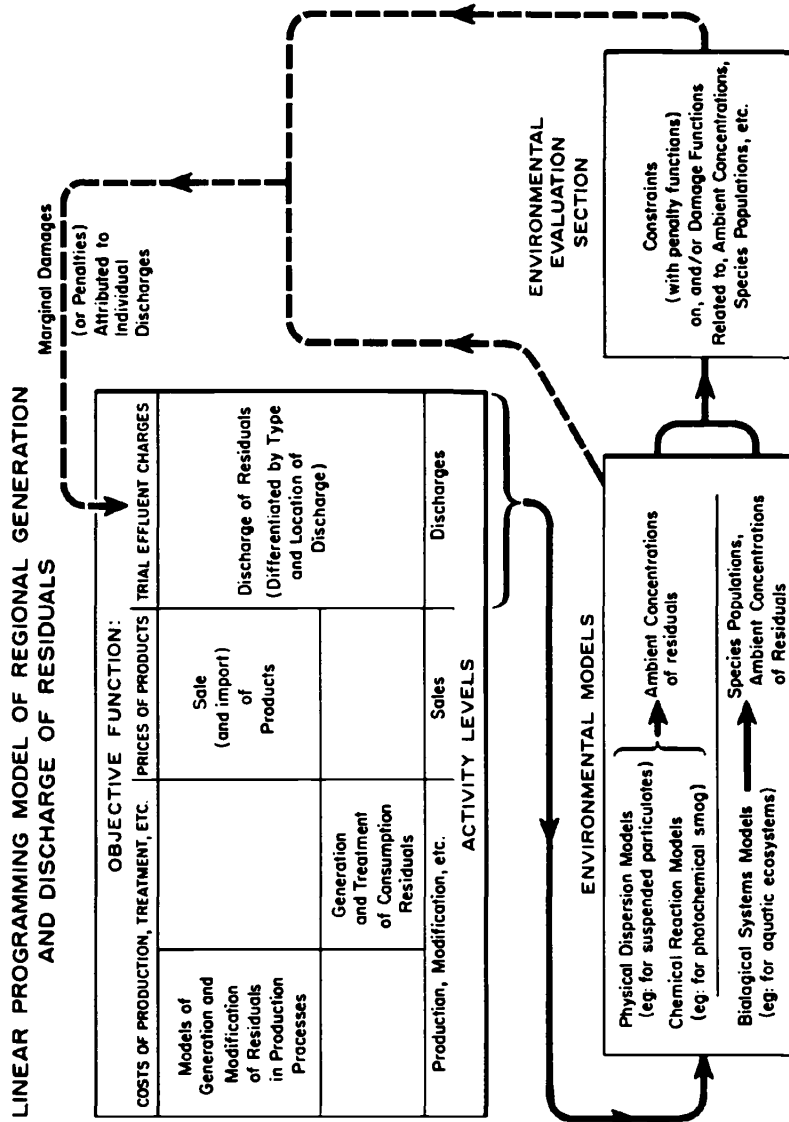 LINEAR PROGRAMMING MODEL OF REGIONAL GENERATION
AND DISCHARGE OF RESIDUALS
OBJECTIVE FUNCTION:
COSTS OF PRODUCTION, TREATMENT, ETC.
PRICES OF PRODUCTS
TRIAL EFFLUENT CHARGES
Models of
Generation and
Modification
of Residuals
in Production
Processes
Generation
and Treatment
of Consumption
Residuals
Sale
(and import)
of
Products
Discharge of Residuals
(Differentiated by Type
and Location of
Discharge)
Production, Modification, etc.
Sales
Discharges
ACTIVITY LEVELS
Marginal Damages
(or Penalties)
Attributed to
Individual
Discharges
ENVIRONMENTAL MODELS
Physical Dispersion Models
(eg: for suspended particulates)
Chemical Reaction Models
(eg: for photochemical smog)
Ambient Concentrations
of residuals
Biological Systems Models
(eg: for aquatic ecosystems)
Species Populations,
Ambient Concentrations
of Residuals
ENVIRONMENTAL
EVALUATION
SECTION
Constraints
(with penalty functians)
on, and/or Damage Functions
Related to, Ambient Concentrations,
Species Populations, etc.